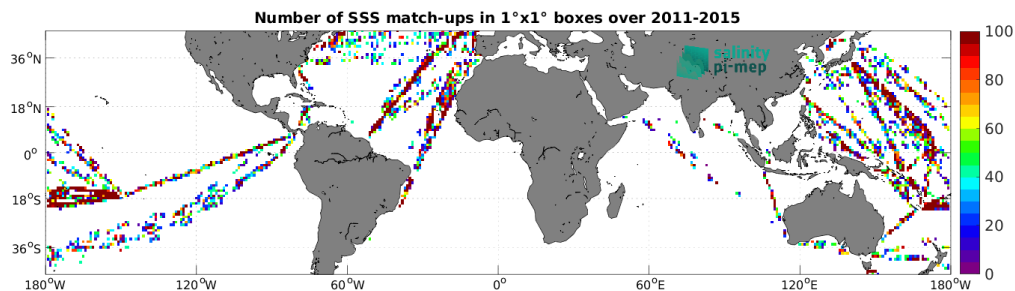 Number of SSS match-ups in 1°x1° boxes over 2011-2015
salinity
pi-mep
36°N
18°N
0°
18°S
36°S
180°W
120°W
60°W
0°
60°E
120°E
180°W
100
80
60
40
20
0